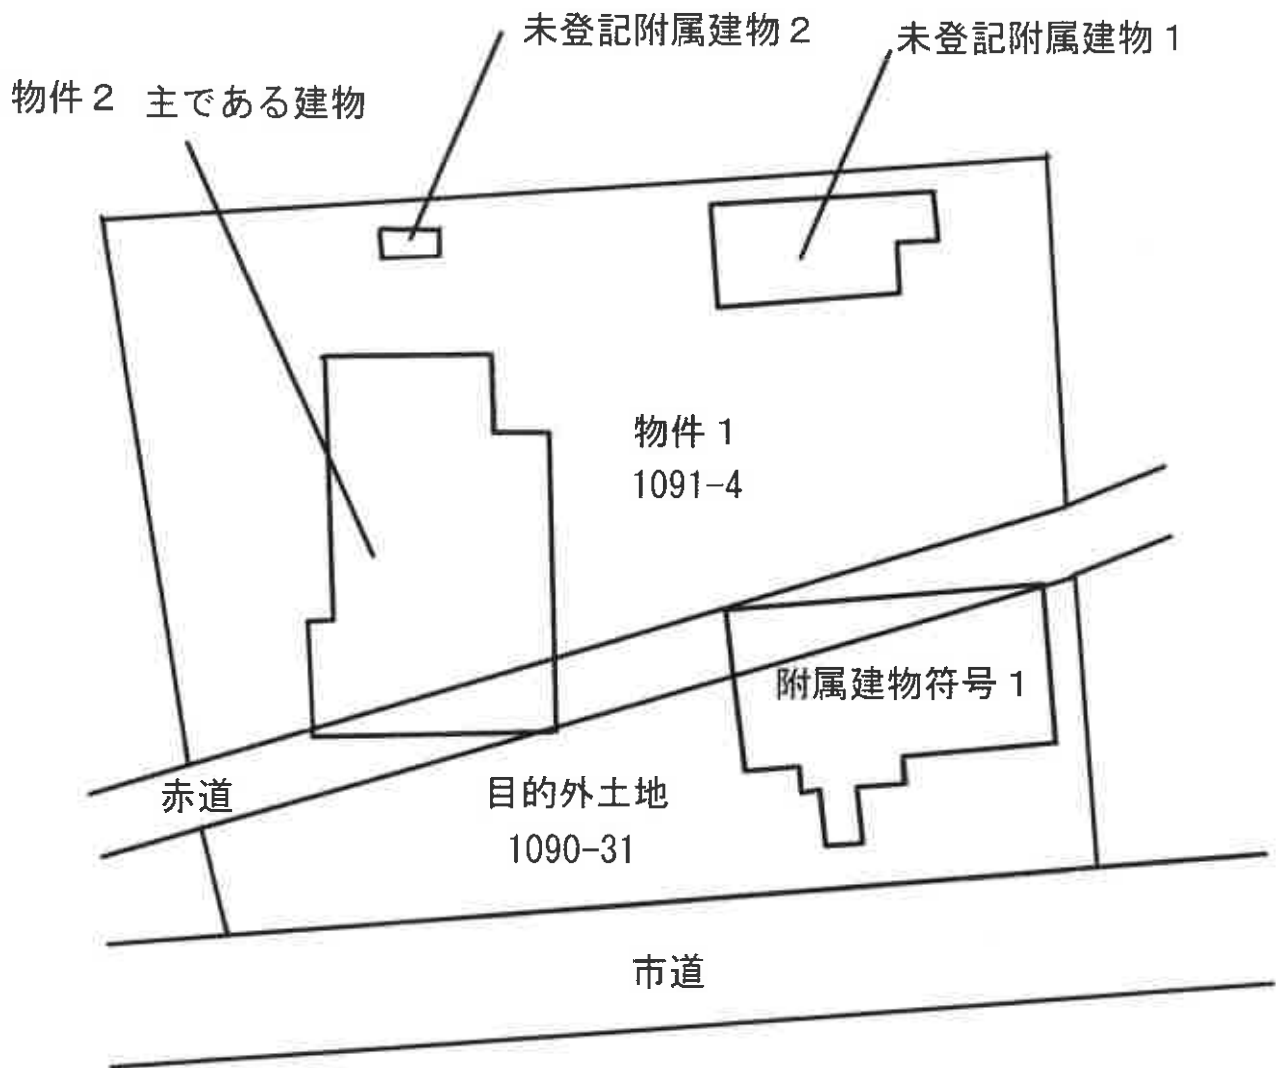 未登記附属建物２
未登記附属建物１
物件２ 主である建物
物件１
1091-4
附属建物符号１
赤道
目的外土地
1090-31
市道